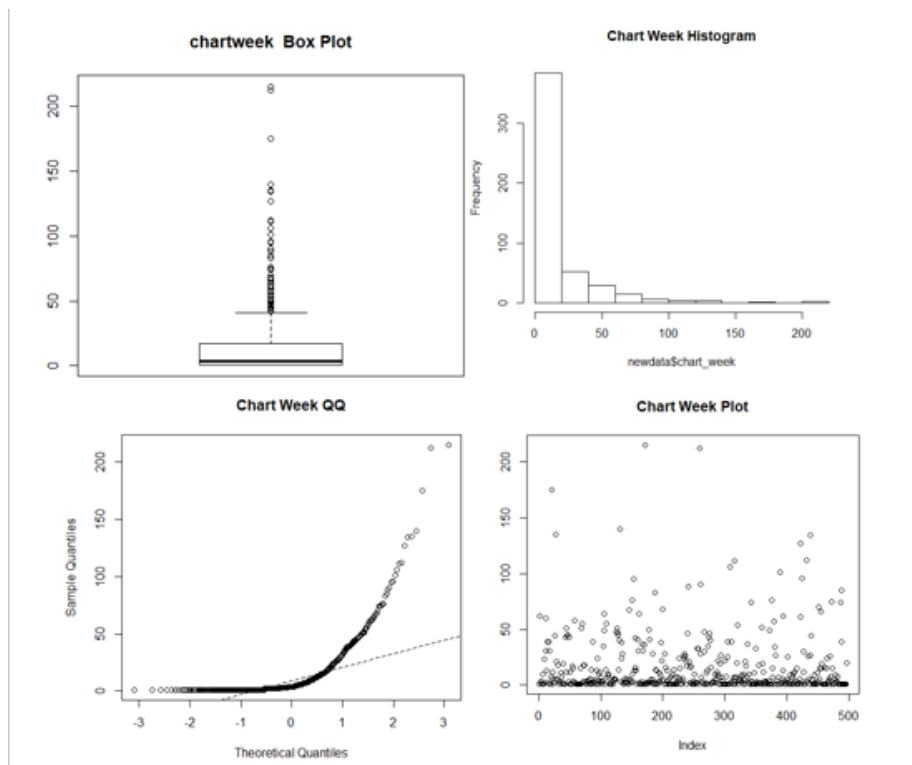 chartweek Box Plot
200
150
100
50
0
Chart Week Histogram
Frequency
300
200
100
0
0 50 100 150 200
newdata$chart_week
Chart Week QQ
Sample Quantiles
200
150
100
50
0
-3 -2 -1 0 1 2 3
Theoretical Quantiles
Chart Week Plot
200
150
100
50
0
0 100 200 300 400 500
Index